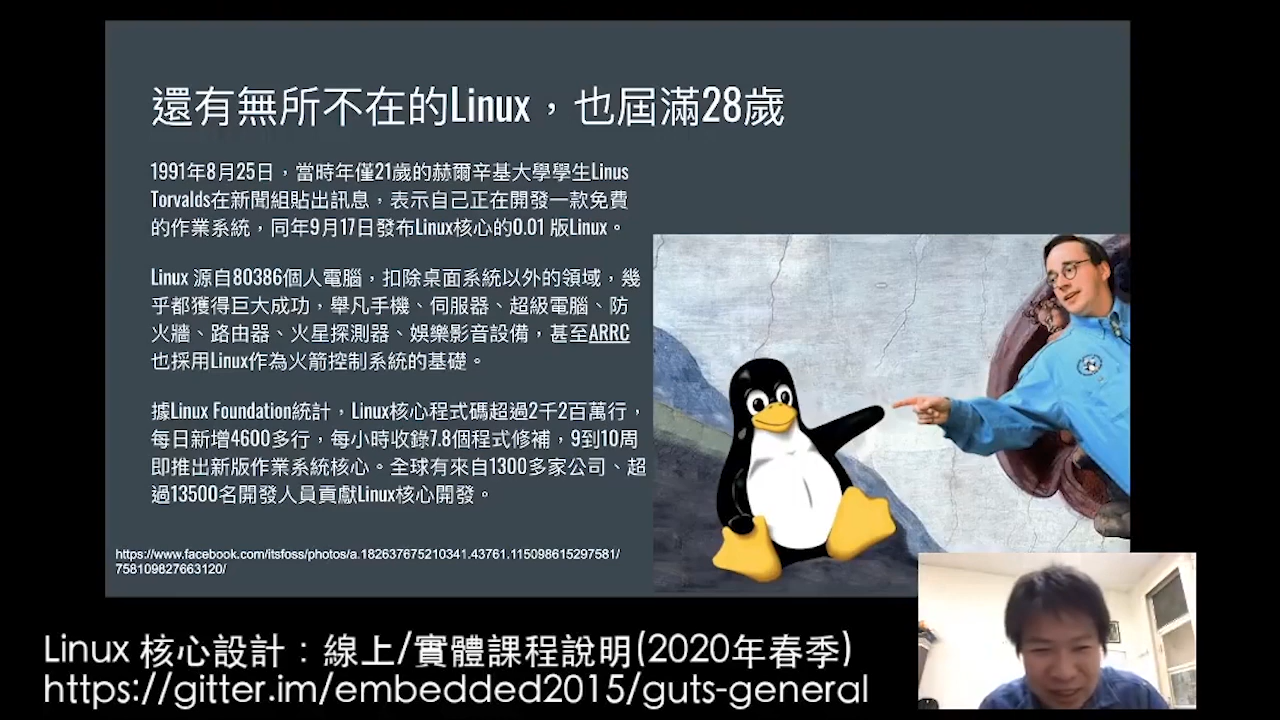 還有無所不在的Linux，也屆滿28歲
1991年8月25日，當時年僅21歲的赫爾辛基大學學生Linus
Torvalds在新聞組貼出訊息，表示自己正在開發一款免費
的作業系統，同年9月17日發布Linux核心的0.01 版Linux。
Linux 源自80386個人電腦，扣除桌面系統以外的領域，幾
乎都獲得巨大成功，舉凡手機、伺服器、超級電腦、防
火牆、路由器、火星探測器、娛樂影音設備，甚至ARRC
也採用Linux作為火箭控制系統的基礎。
據Linux Foundation統計，Linux核心程式碼超過2千2百萬行，
每日新增4600多行，每小時收錄7.8個程式修補，9到10周
即推出新版作業系統核心。全球有來自1300多家公司、超
過13500名開發人員貢獻Linux核心開發。
https://www.facebook.com/itsfoss/photos/a.182637675210341.43761.115098615297581/
758109827663120/
Linux 核心設計：線上/實體課程說明(2020年春季)
https://gitter.im/embedded2015/guts-general